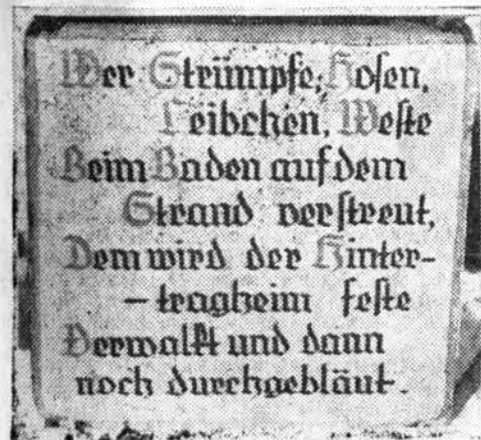 Wer Strümpfe, Hosen,
Leibchen, Weste
Beim Baden auf dem
Strand verstreut,
Dem wird der Hinter-
-tragheim feste
Verwalkt und dann
noch durchgebläut.